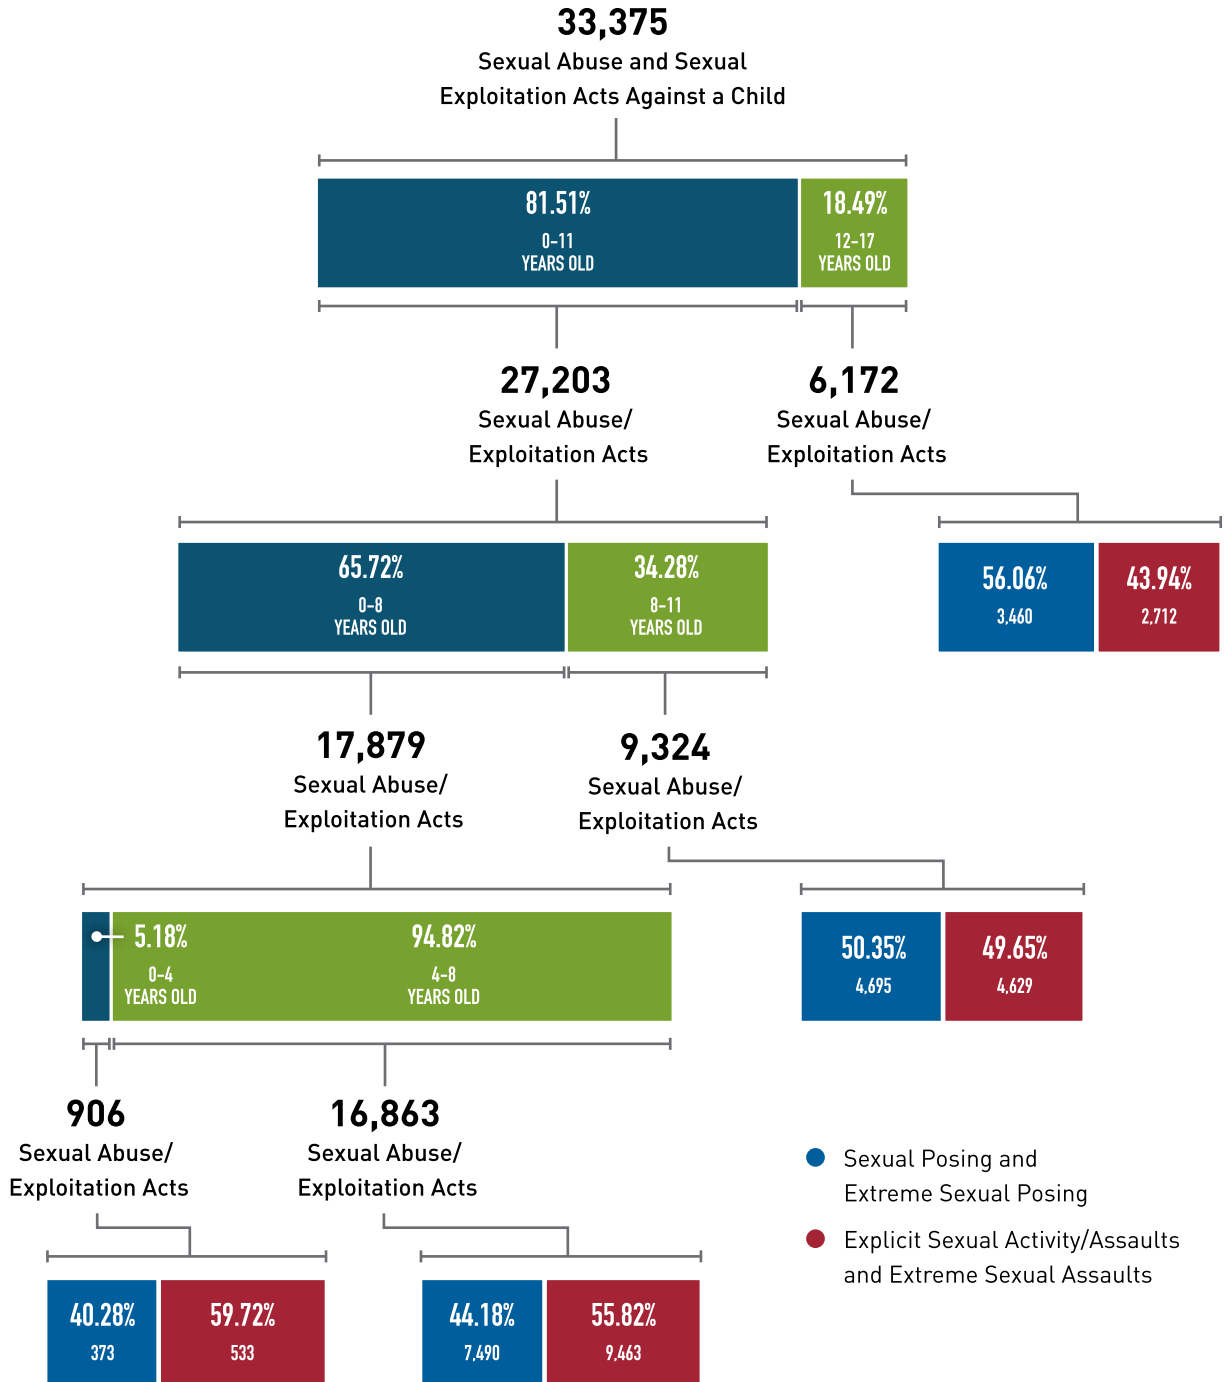 33,375
Sexual Abuse and Sexual
Exploitation Acts Against a Child
81.51%
0–11
YEARS OLD
18.49%
12–17
YEARS OLD
27,203
Sexual Abuse/
Exploitation Acts
6,172
Sexual Abuse/
Exploitation Acts
65.72%
0–8
YEARS OLD
34.28%
8–11
YEARS OLD
56.06%
3,460
43.94%
2,712
17,879
Sexual Abuse/
Exploitation Acts
9,324
Sexual Abuse/
Exploitation Acts
5.18%
0–4
YEARS OLD
94.82%
4–8
YEARS OLD
50.35%
4,695
49.65%
4,629
906
Sexual Abuse/
Exploitation Acts
16,863
Sexual Abuse/
Exploitation Acts
Sexual Posing and
Extreme Sexual Posing
Explicit Sexual Activity/Assaults
and Extreme Sexual Assaults
40.28%
373
59.72%
533
44.18%
7,490
55.82%
9,463